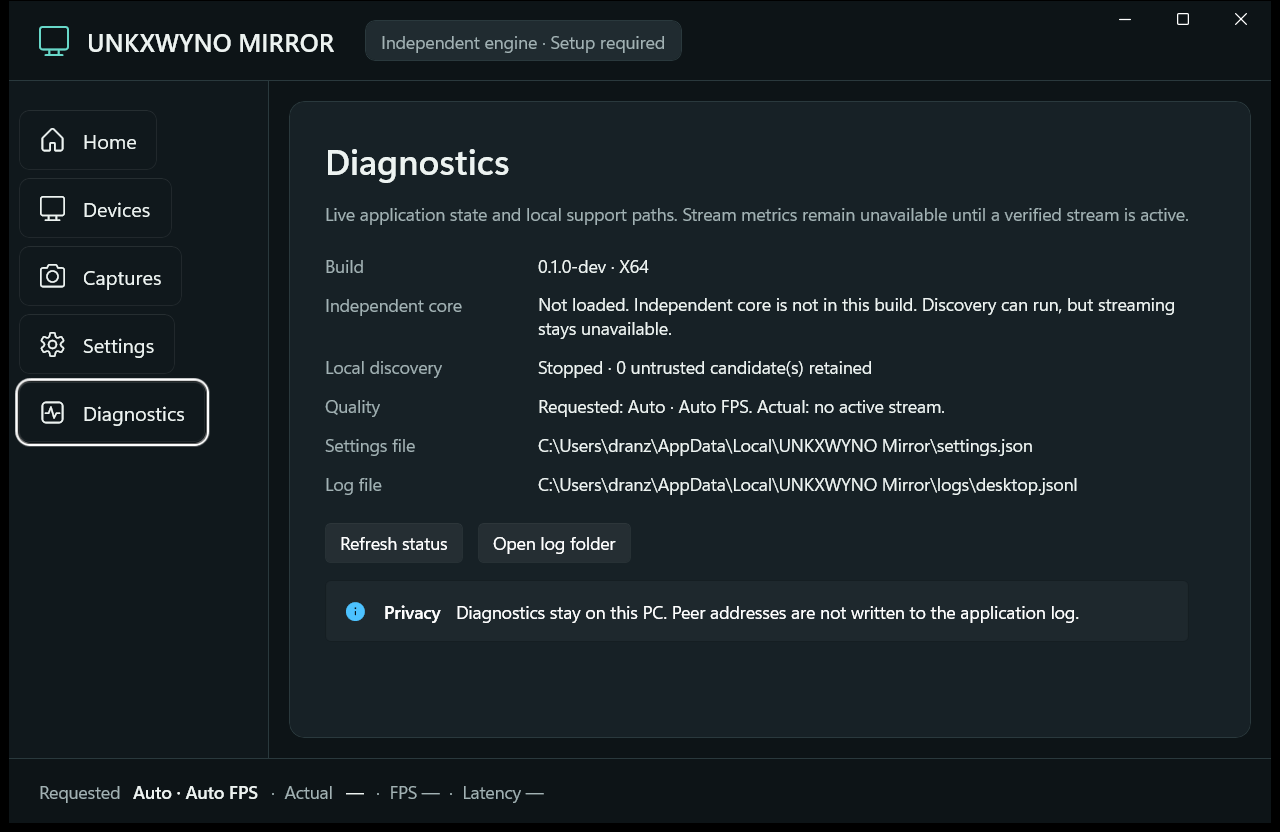 UNKXWYNO MIRROR
Independent engine · Setup required
Home
Devices
Captures
Settings
Diagnostics
Diagnostics
Live application state and local support paths. Stream metrics remain unavailable until a verified stream is active.
Build 0.1.0-dev · X64
Independent core Not loaded. Independent core is not in this build. Discovery can run, but streaming
stays unavailable.
Local discovery Stopped · 0 untrusted candidate(s) retained
Quality Requested: Auto · Auto FPS. Actual: no active stream.
Settings file C:\Users\dranz\AppData\Local\UNKXWYNO Mirror\settings.json
Log file C:\Users\dranz\AppData\Local\UNKXWYNO Mirror\logs\desktop.jsonl
Refresh status Open log folder
Privacy Diagnostics stay on this PC. Peer addresses are not written to the application log.
Requested Auto · Auto FPS · Actual — · FPS — · Latency —